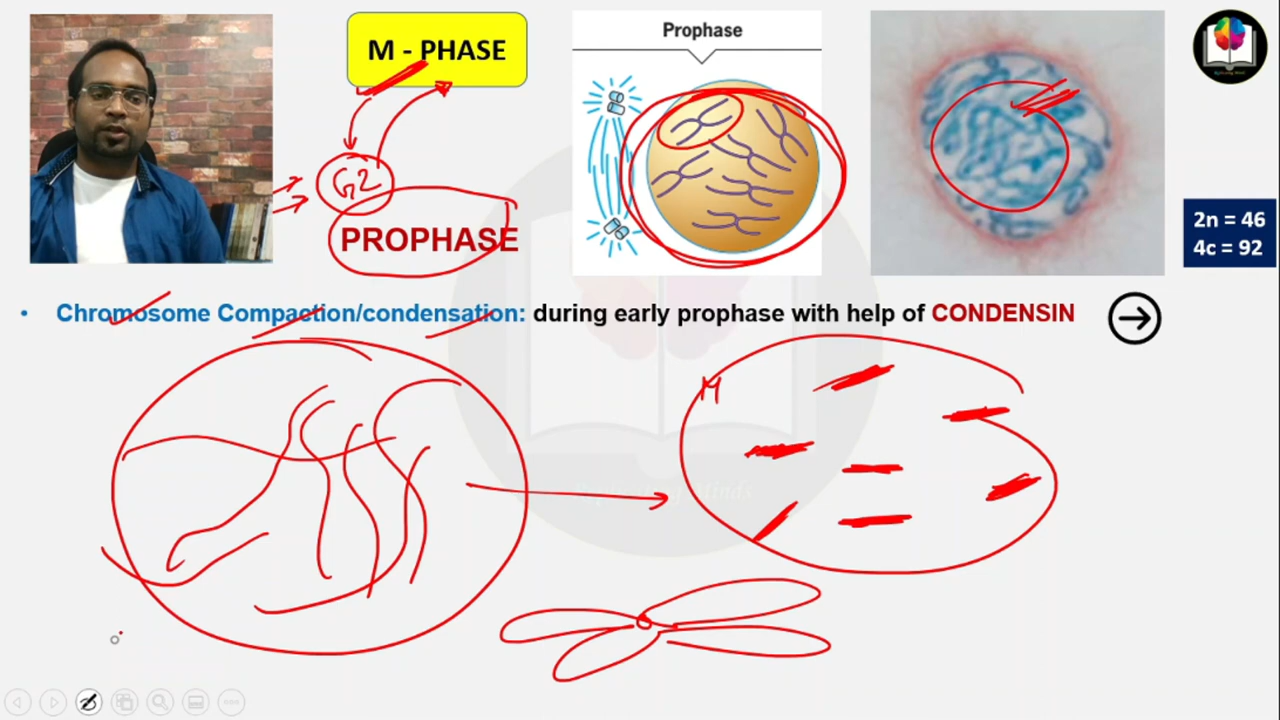 M - PHASE
Prophase
G2
PROPHASE
2n = 46
4c = 92
• Chromosome Compaction/condensation: during early prophase with help of CONDENSIN
M